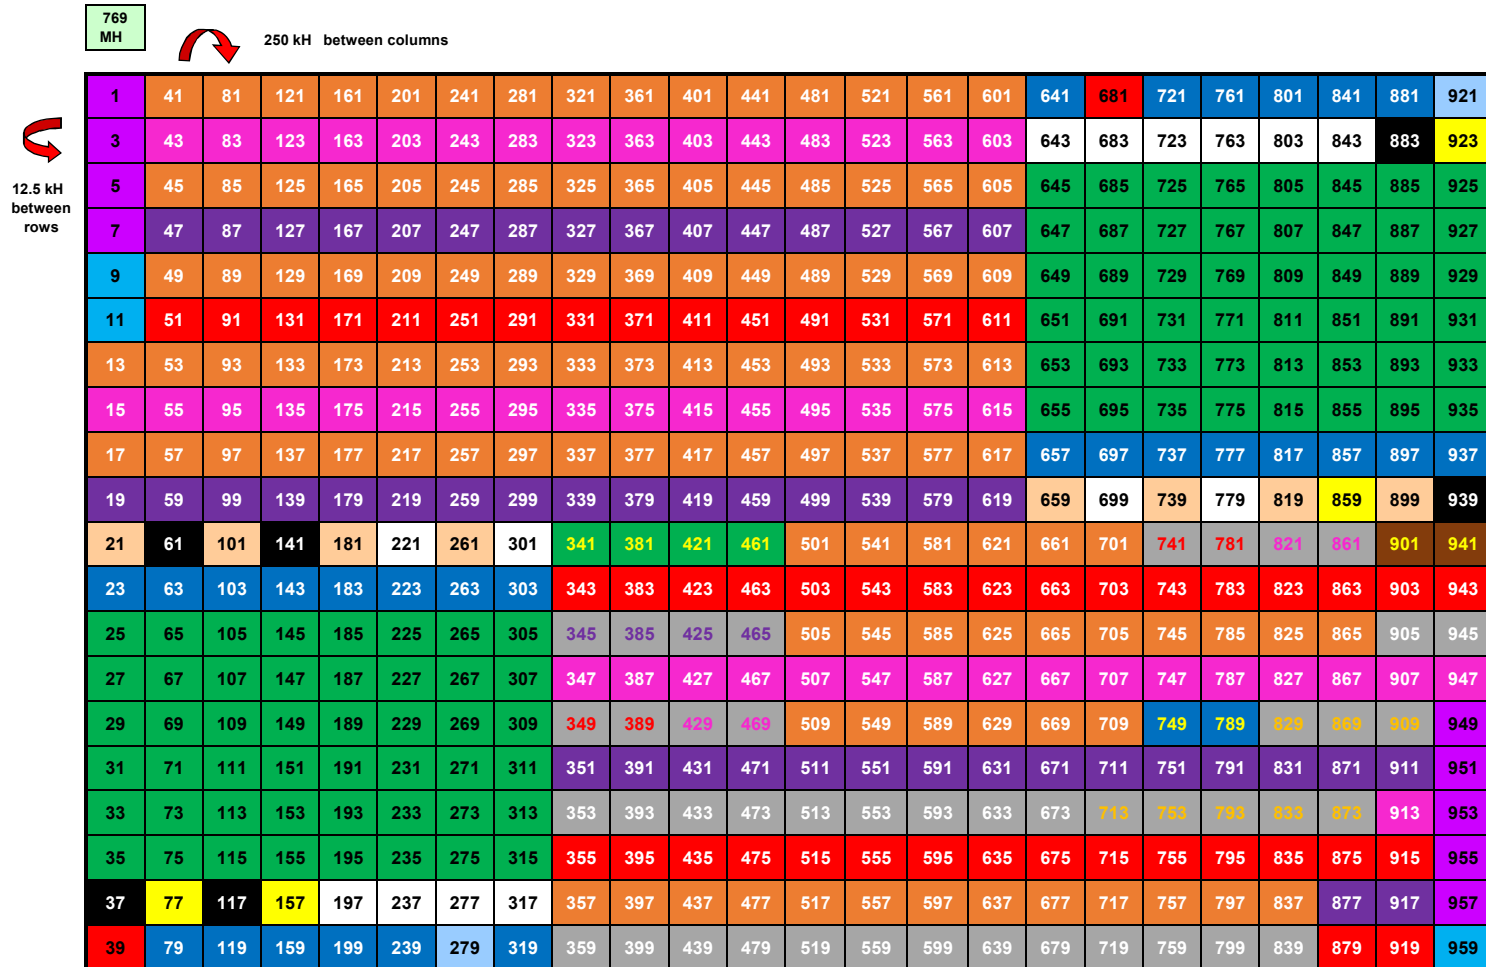 769
MH
250 kH between columns
12.5 kH
between
rows
1 41 81 121 161 201 241 281 321 361 401 441 481 521 561 601 641 681 721 761 801 841 881 921
3 43 83 123 163 203 243 283 323 363 403 443 483 523 563 603 643 683 723 763 803 843 883 923
5 45 85 125 165 205 245 285 325 365 405 445 485 525 565 605 645 685 725 765 805 845 885 925
7 47 87 127 167 207 247 287 327 367 407 447 487 527 567 607 647 687 727 767 807 847 887 927
9 49 89 129 169 209 249 289 329 369 409 449 489 529 569 609 649 689 729 769 809 849 889 929
11 51 91 131 171 211 251 291 331 371 411 451 491 531 571 611 651 691 731 771 811 851 891 931
13 53 93 133 173 213 253 293 333 373 413 453 493 533 573 613 653 693 733 773 813 853 893 933
15 55 95 135 175 215 255 295 335 375 415 455 495 535 575 615 655 695 735 775 815 855 895 935
17 57 97 137 177 217 257 297 337 377 417 457 497 537 577 617 657 697 737 777 817 857 897 937
19 59 99 139 179 219 259 299 339 379 419 459 499 539 579 619 659 699 739 779 819 859 899 939
21 61 101 141 181 221 261 301 341 381 421 461 501 541 581 621 661 701 741 781 821 861 901 941
23 63 103 143 183 223 263 303 343 383 423 463 503 543 583 623 663 703 743 783 823 863 903 943
25 65 105 145 185 225 265 305 345 385 425 465 505 545 585 625 665 705 745 785 825 865 905 945
27 67 107 147 187 227 267 307 347 387 427 467 507 547 587 627 667 707 747 787 827 867 907 947
29 69 109 149 189 229 269 309 349 389 429 469 509 549 589 629 669 709 749 789 829 869 909 949
31 71 111 151 191 231 271 311 351 391 431 471 511 551 591 631 671 711 751 791 831 871 911 951
33 73 113 153 193 233 273 313 353 393 433 473 513 553 593 633 673 713 753 793 833 873 913 953
35 75 115 155 195 235 275 315 355 395 435 475 515 555 595 635 675 715 755 795 835 875 915 955
37 77 117 157 197 237 277 317 357 397 437 477 517 557 597 637 677 717 757 797 837 877 917 957
39 79 119 159 199 239 279 319 359 399 439 479 519 559 599 639 679 719 759 799 839 879 919 959